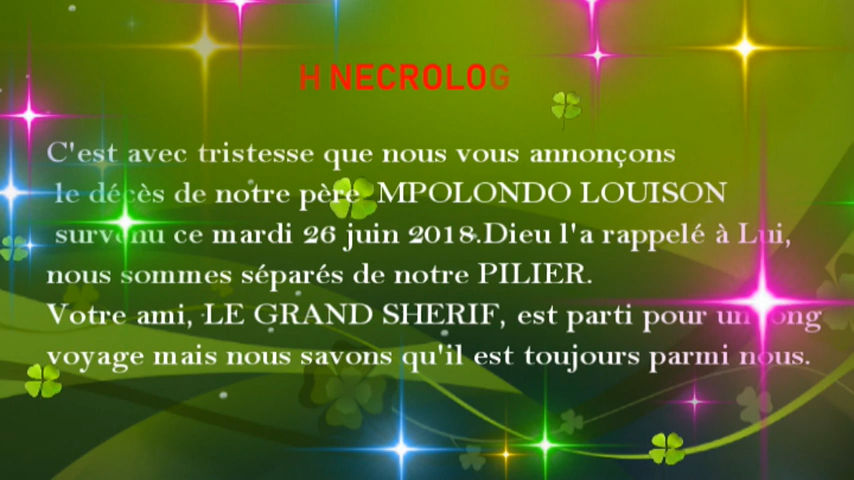 H NECROLOG
C'est avec tristesse que nous vous annonçons
le décès de notre père MPOLONDO LOUISON
survenu ce mardi 26 juin 2018.Dieu l'a rappelé à Lui,
nous sommes séparés de notre PILIER.
Votre ami, LE GRAND SHERIF, est parti pour un long
voyage mais nous savons qu'il est toujours parmi nous.